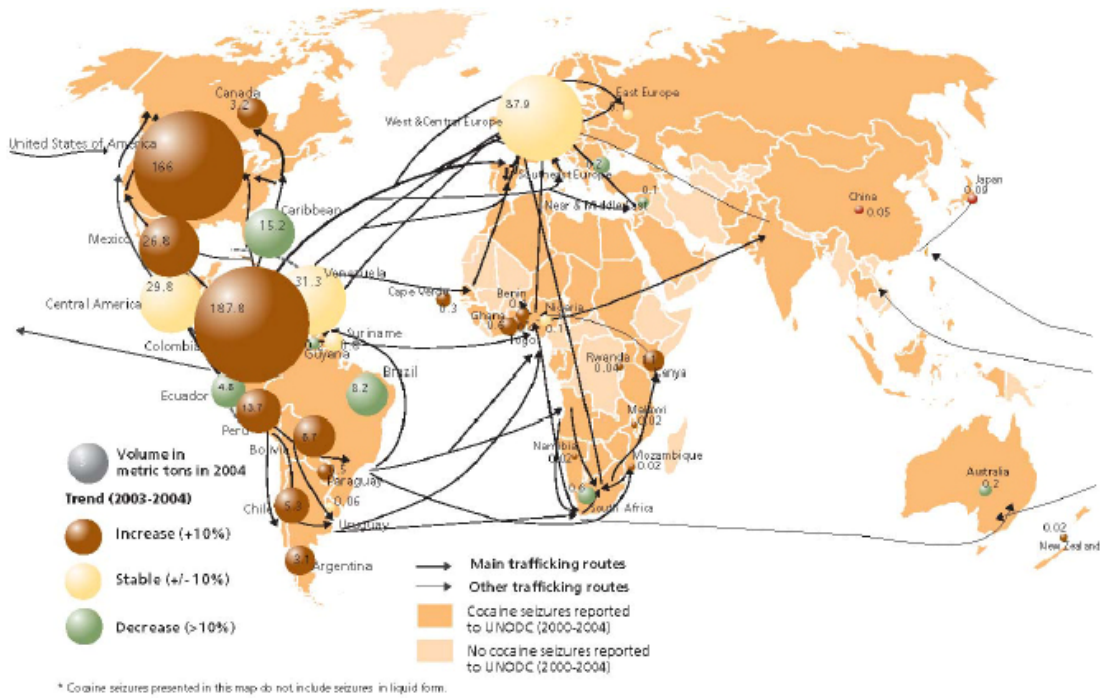 Canada
3.2
87.9
East Europe
West & Central Europe
United States of America
166
Southeast Europe
0.1
Near & Middle East
Japan
0.09
China
0.05
Caribbean
15.2
Mexico
26.8
Venezuela
31.3
29.8
Central America
187.8
Cape Verde
0.3
Benin
Nigeria
Ghana
0.6
0.1
Togo
Suriname
Colombia
Guyana
Rwanda
0.04
1.1
Kenya
Brazil
8.2
Ecuador
4.8
13.7
Peru
Malawi
0.02
Bolivia
8.7
Namibia
0.02
Mozambique
0.02
Paraguay
0.6
South Africa
Australia
0.2
Chile
5.3
0.06
Uruguay
0.02
New Zealand
3.1
Argentina
Volume in
metric tons in 2004
Trend (2003-2004)
Increase (+10%)
Stable (+/- 10%)
Decrease (>10%)
Main trafficking routes
Other trafficking routes
Cocaine seizures reported
to UNODC (2000-2004)
No cocaine seizures reported
to UNODC (2000-2004)
* Cocaine seizures presented in this map do not include seizures in liquid form.